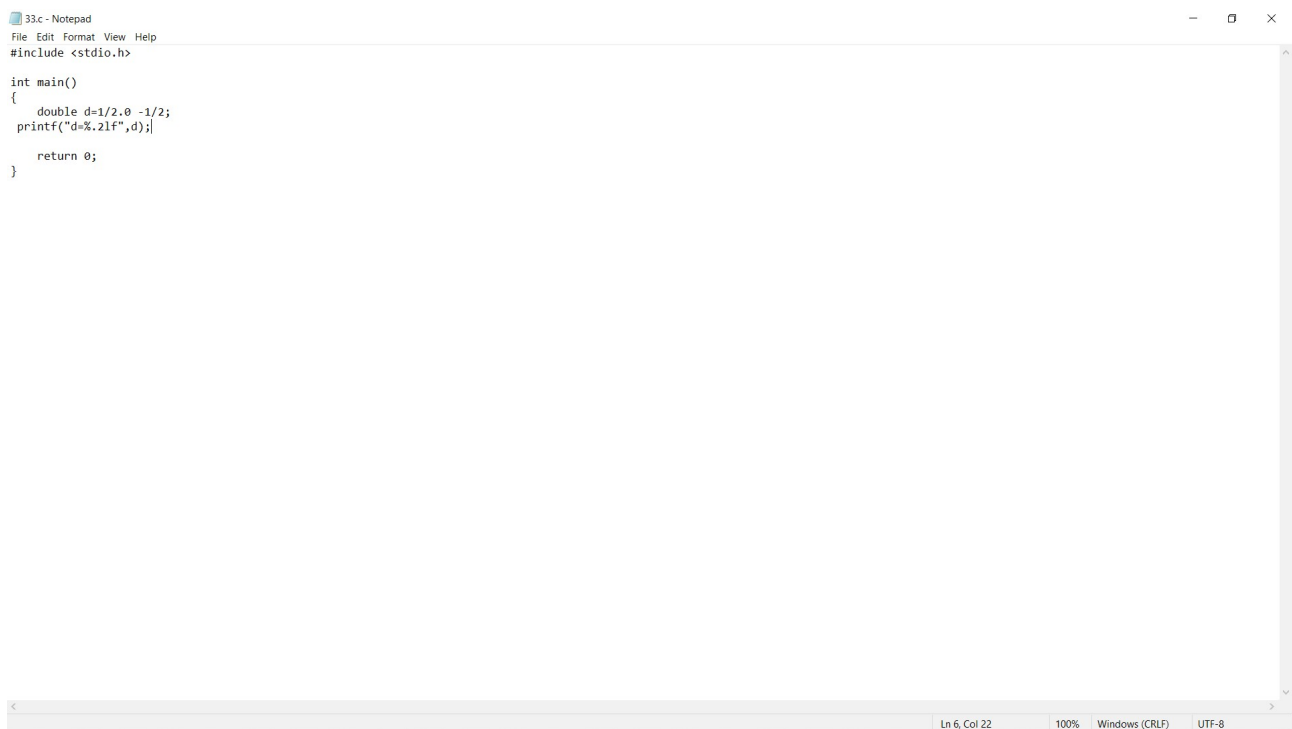 33.c - Notepad
File Edit Format View Help
#include <stdio.h>
int main()
{
    double d=1/2.0 -1/2;
 printf("d=%.2lf",d);
    return 0;
}
Ln 6, Col 22 100% Windows (CRLF) UTF-8